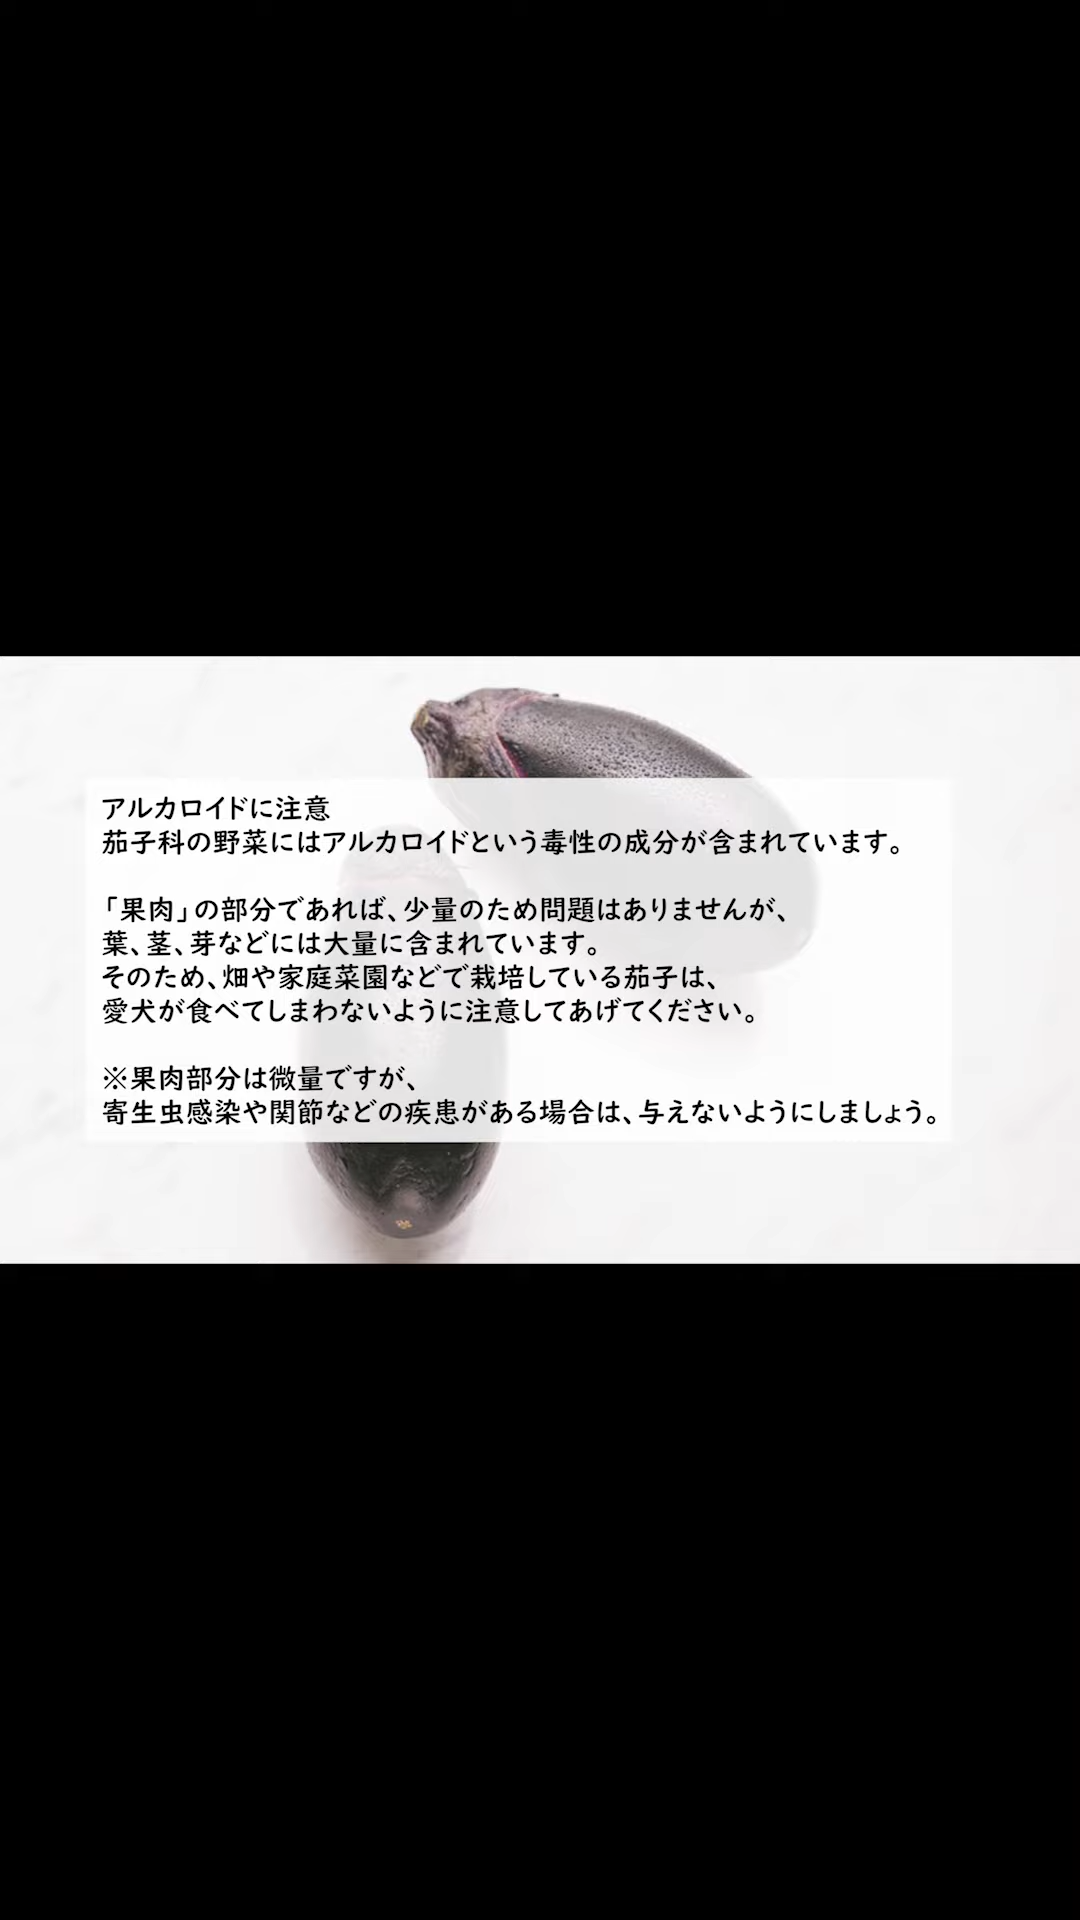 アルカロイドに注意
茄子科の野菜にはアルカロイドという毒性の成分が含まれています。
「果肉」の部分であれば、少量のため問題はありませんが、
葉、茎、芽などには大量に含まれています。
そのため、畑や家庭菜園などで栽培している茄子は、
愛犬が食べてしまわないように注意してあげてください。
※果肉部分は微量ですが、
寄生虫感染や関節などの疾患がある場合は、与えないようにしましょう。